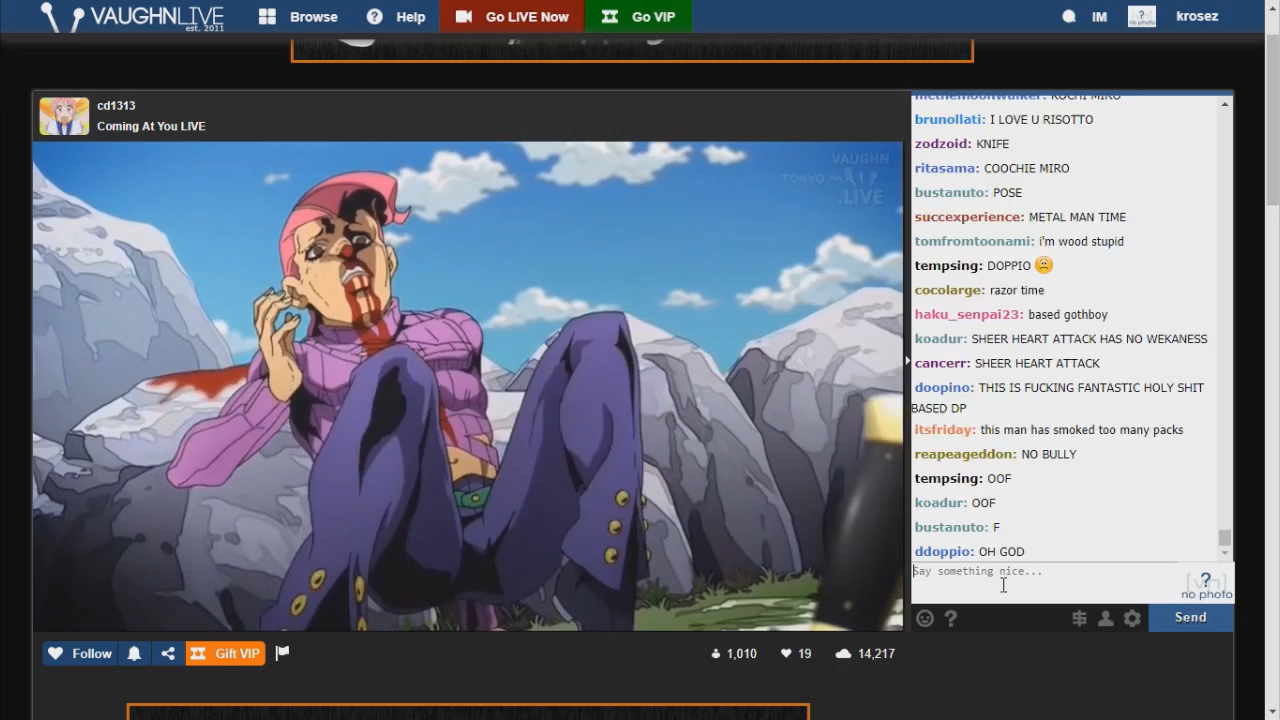 VAUGHNLIVE
est. 2011
Browse
Help
Go LIVE Now
Go VIP
IM
? no photo
krosez
cd1313
Coming At You LIVE
VAUGHN
TOKYO MX1
.LIVE
brunollati: I LOVE U RISOTTO
zodzoid: KNIFE
ritasama: COOCHIE MIRO
bustanuto: POSE
succexperience: METAL MAN TIME
tomfromtoonami: i'm wood stupid
tempsing: DOPPIO
cocolarge: razor time
haku_senpai23: based gothboy
koadur: SHEER HEART ATTACK HAS NO WEKANESS
cancerr: SHEER HEART ATTACK
doopino: THIS IS FUCKING FANTASTIC HOLY SHIT
BASED DP
itsfriday: this man has smoked too many packs
reapeageddon: NO BULLY
tempsing: OOF
koadur: OOF
bustanuto: F
ddoppio: OH GOD
Say something nice...
[vn]
?
no photo
?
Send
Follow
Gift VIP
1,010
19
14,217